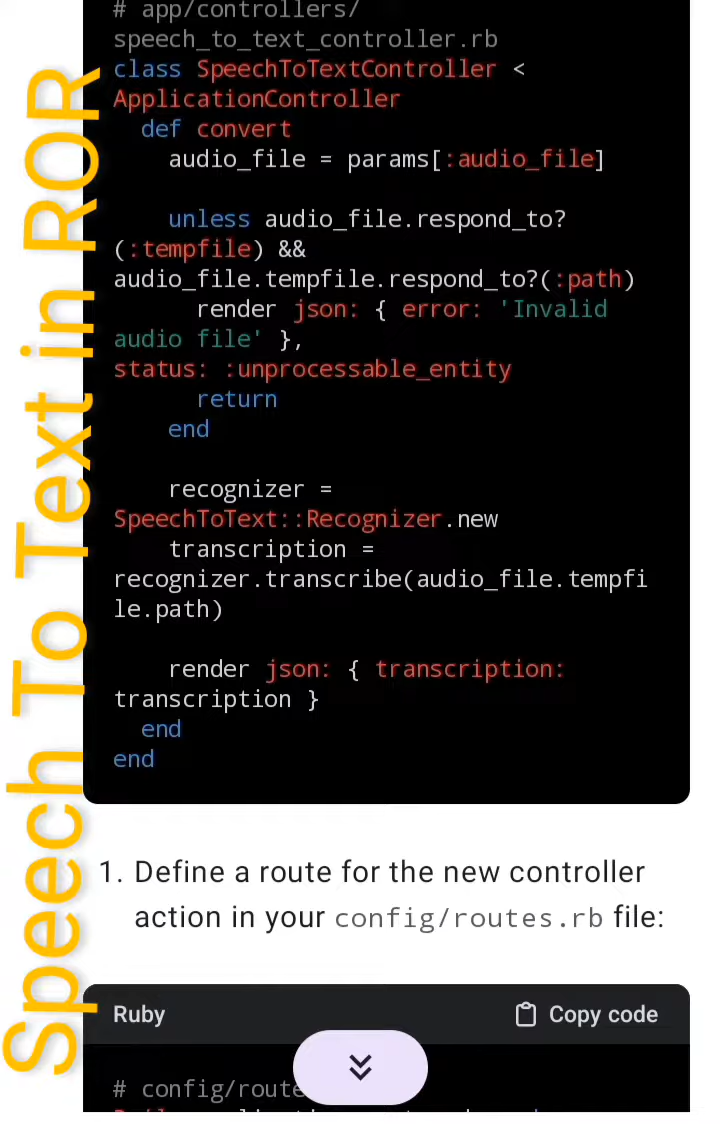 Speech To Text in ROR
# app/controllers/
speech_to_text_controller.rb
class SpeechToTextController <
ApplicationController
  def convert
    audio_file = params[:audio_file]

    unless audio_file.respond_to?
(:tempfile) &&
audio_file.tempfile.respond_to?(:path)
      render json: { error: 'Invalid
audio file' },
status: :unprocessable_entity
      return
    end

    recognizer =
SpeechToText::Recognizer.new
    transcription =
recognizer.transcribe(audio_file.tempfi
le.path)

    render json: { transcription:
transcription }
  end
end
1. Define a route for the new controller
action in your config/routes.rb file:
Ruby
Copy code
# config/route